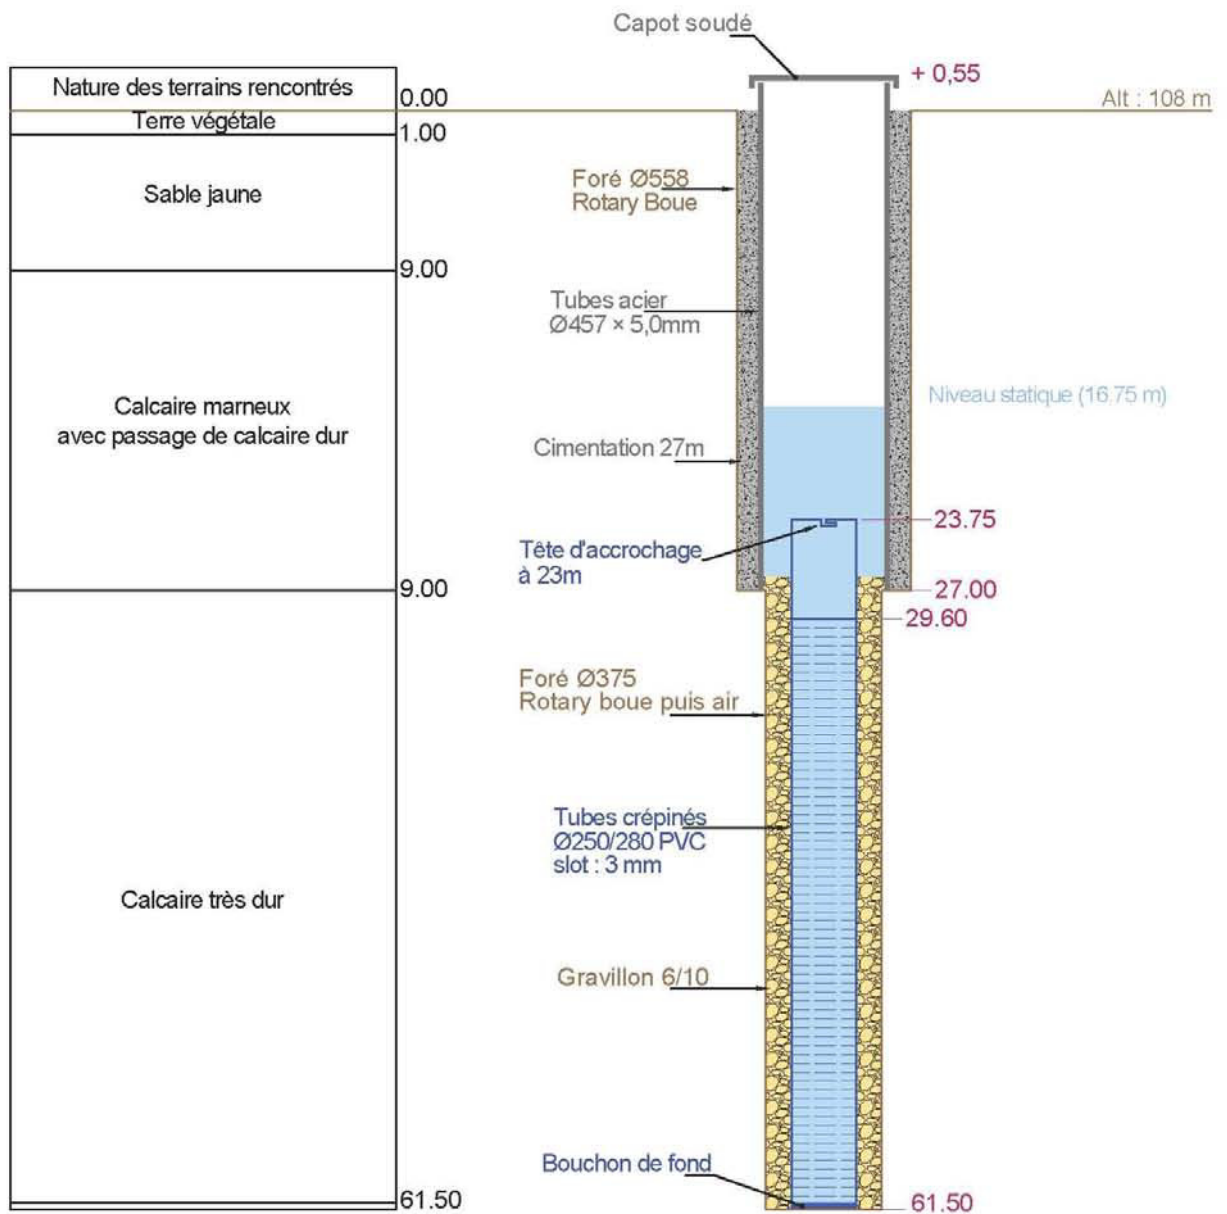 Capot soudé
+ 0,55
Nature des terrains rencontrés
0.00
Alt : 108 m
Terre végétale
1.00
Sable jaune
Foré Ø558
Rotary Boue
9.00
Tubes acier
Ø457 × 5,0mm
Niveau statique (16.75 m)
Calcaire marneux
avec passage de calcaire dur
Cimentation 27m
23.75
Tête d'accrochage
à 23m
9.00
27.00
29.60
Foré Ø375
Rotary boue puis air
Tubes crépinés
Ø250/280 PVC
slot : 3 mm
Calcaire très dur
Gravillon 6/10
Bouchon de fond
61.50
61.50